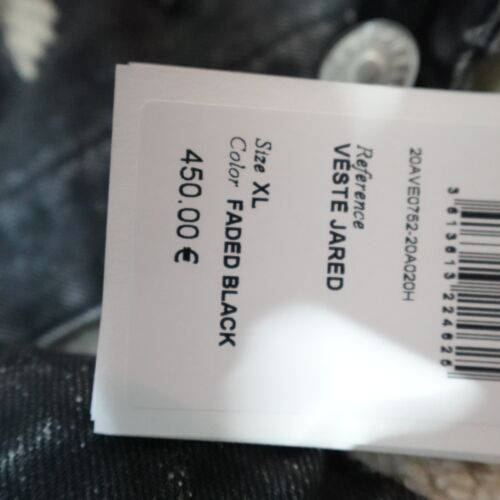 3 613613 224626
20AVE0752-20A020H
Reference
VESTE JARED
Size XL
Color FADED BLACK
450.00 €